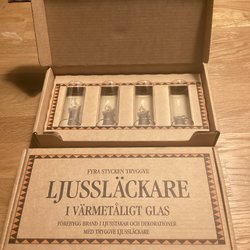 FYRA STYCKEN TRYGGVE
LJUSSLÄCKARE
I VÄRMETÅLIGT GLAS
FÖREBYGG BRAND I LJUSSTAKAR OCH DEKORATIONER
MED TRYGGVE LJUSSLÄCKARE